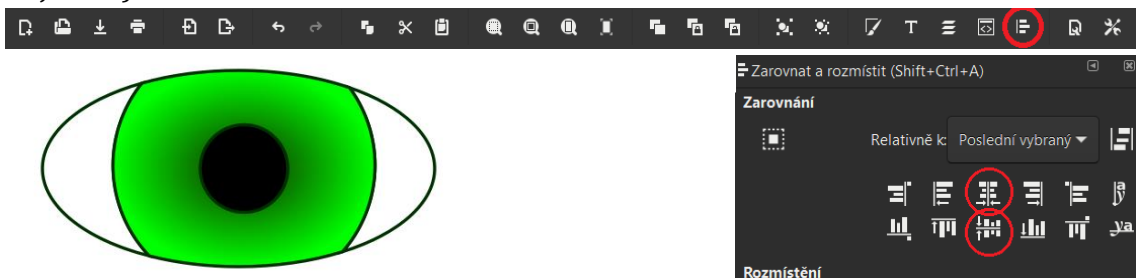 Zarovnat a rozmístit (Shift+Ctrl+A)
Zarovnání
Relativně k: Poslední vybraný
Rozmístění